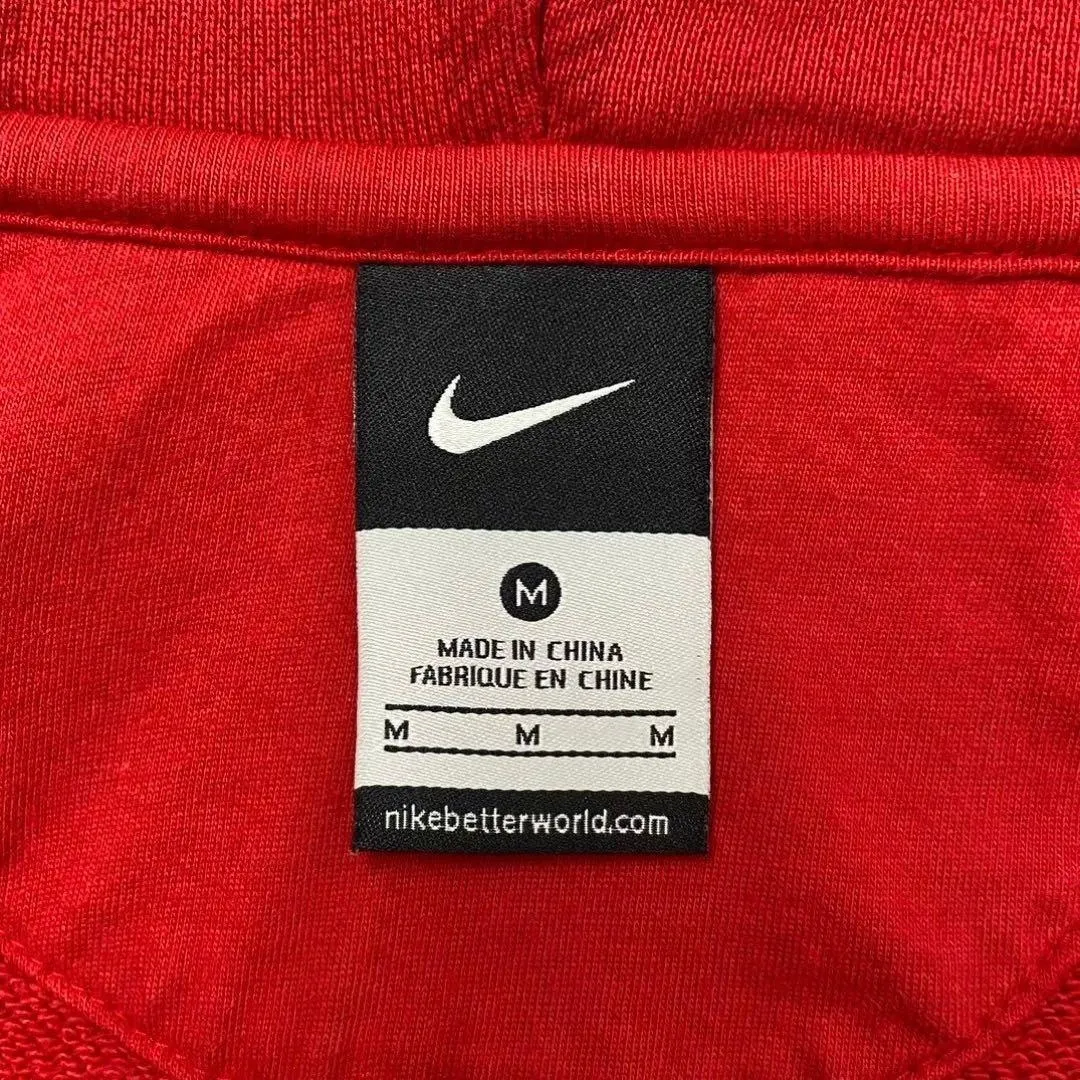 M
MADE IN CHINA
FABRIQUE EN CHINE
M M M
nikebetterworld.com